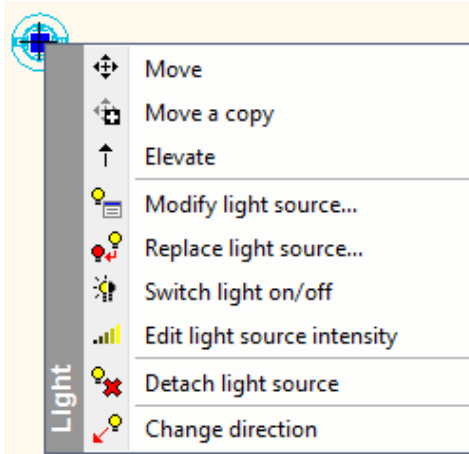 Move
Move a copy
Elevate
Modify light source...
Replace light source...
Switch light on/off
Edit light source intensity
Detach light source
Change direction
Light